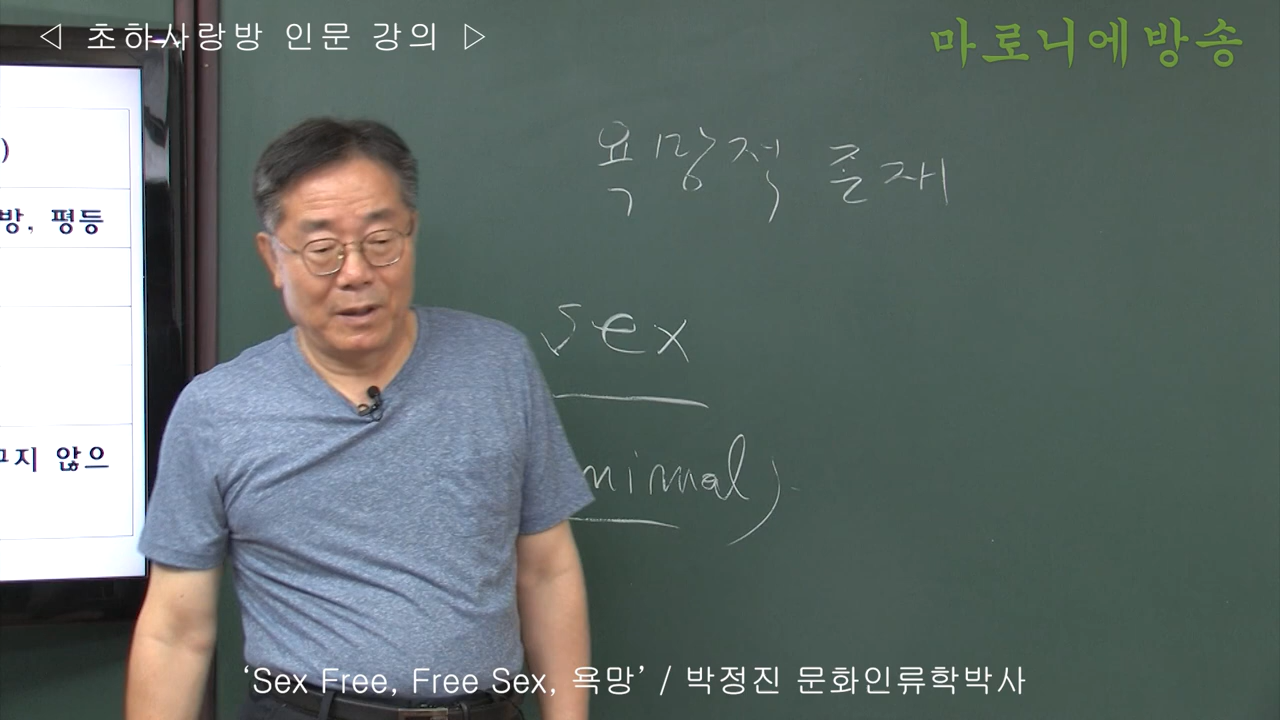 ◁ 초하사랑방 인문 강의 ▷
마로니에방송
)
방, 평등
지 않으
욕망적 존재
sex
nimal)
‘Sex Free, Free Sex, 욕망’ / 박정진 문화인류학박사